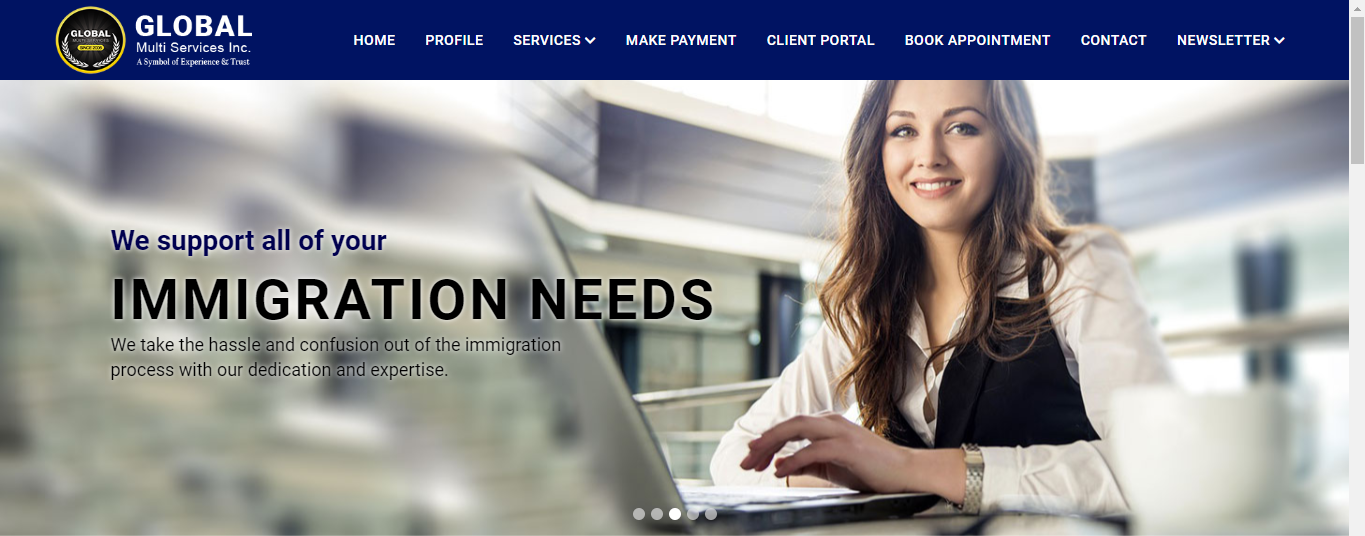 GLOBAL
MULTI SERVICES
SINCE 2006
GLOBAL
Multi Services Inc.
A Symbol of Experience & Trust
HOME PROFILE SERVICES MAKE PAYMENT CLIENT PORTAL BOOK APPOINTMENT CONTACT NEWSLETTER
We support all of your
IMMIGRATION NEEDS
We take the hassle and confusion out of the immigration
process with our dedication and expertise.